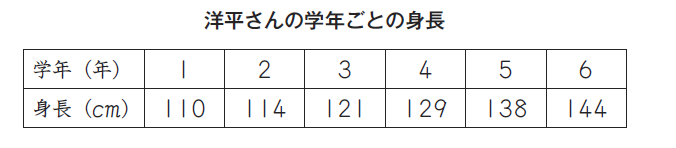 洋平さんの学年ごとの身長
学年（年） 1 2 3 4 5 6
身長（cm） 110 114 121 129 138 144